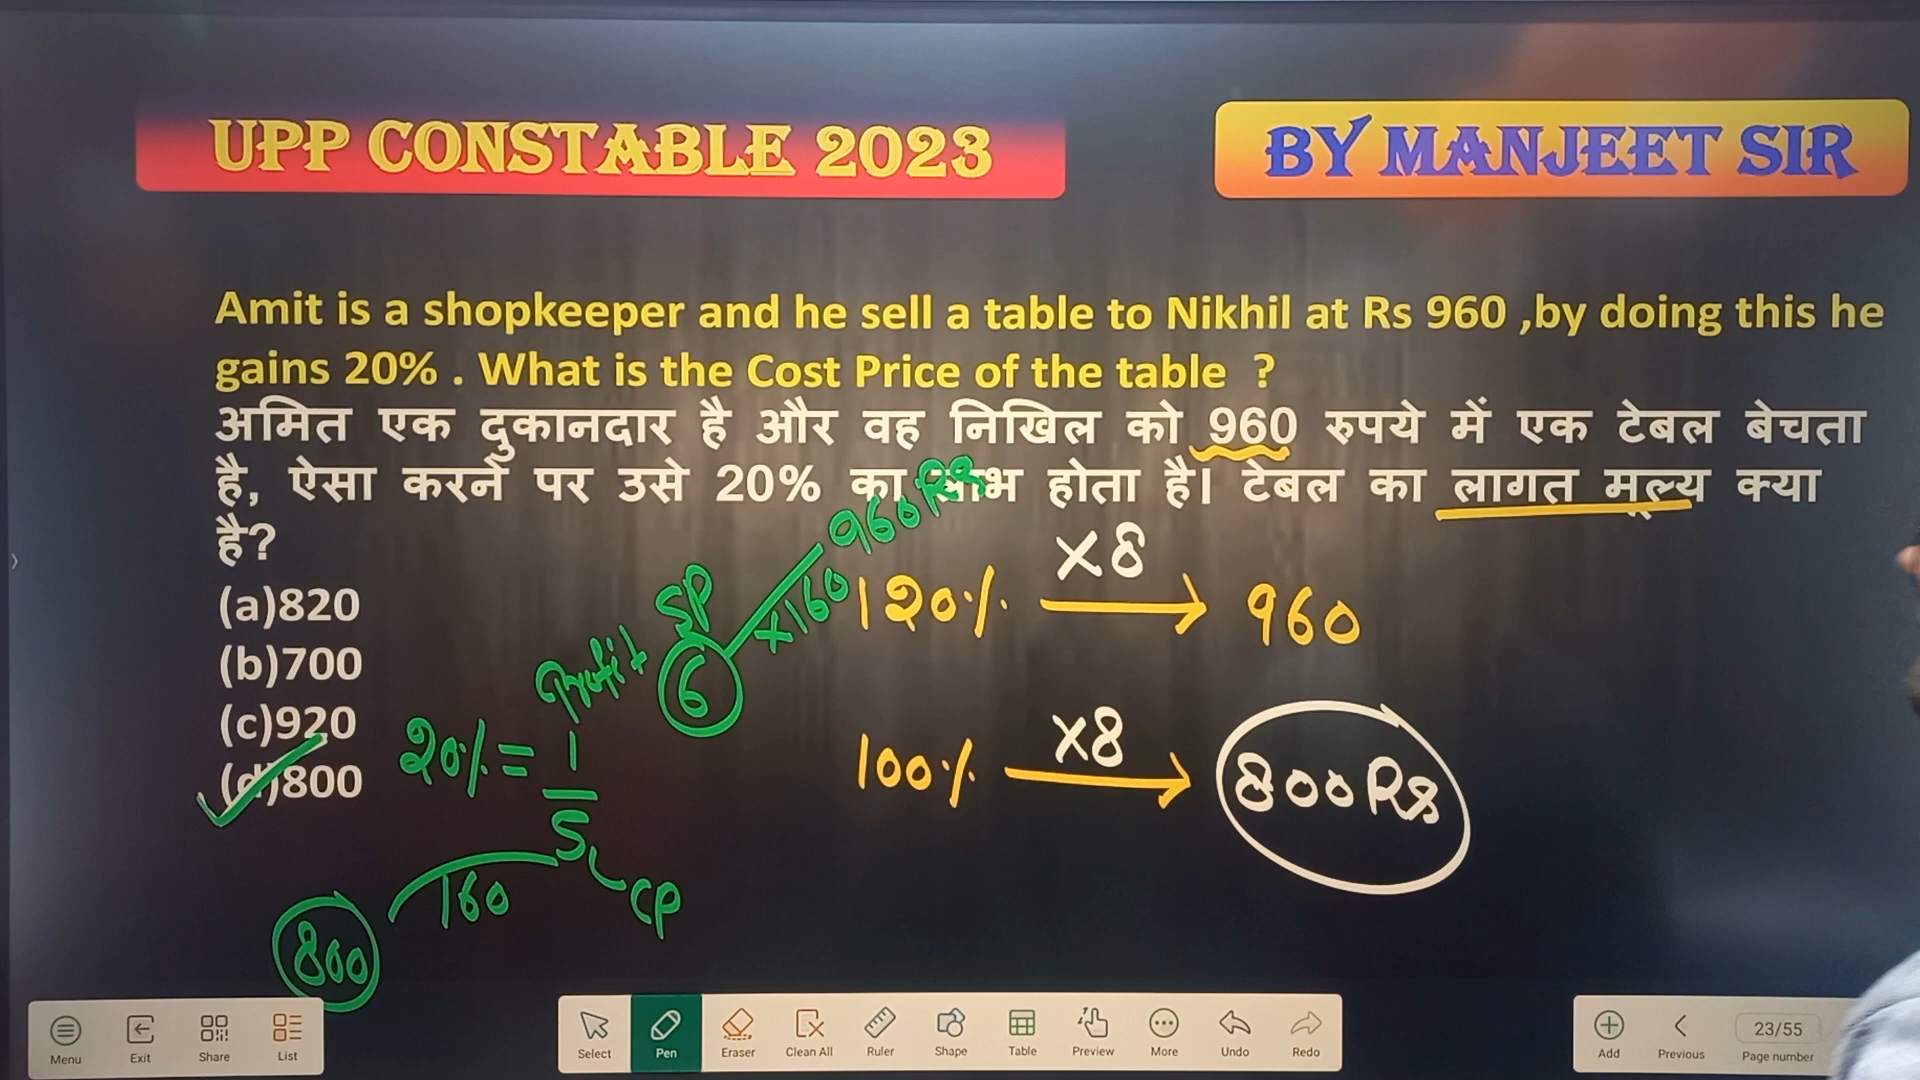 UPP CONSTABLE 2023
BY MANJEET SIR
Amit is a shopkeeper and he sell a table to Nikhil at Rs 960 ,by doing this he
gains 20% . What is the Cost Price of the table ?
अमित एक दुकानदार है और वह निखिल को 960 रुपये में एक टेबल बेचता
है, ऐसा करने पर उसे 20% का लाभ होता है। टेबल का लागत मूल्य क्या
है?
(a)820
(b)700
(c)920
(d)800
960Rs
×160
SP
6
Profit
20% = 1/5
CP
160
800
120% ×8 960
100% ×8 800Rs
Menu
Exit
Share
List
Select
Pen
Eraser
Clean All
Ruler
Shape
Table
Preview
More
Undo
Redo
Add
Previous
23/55
Page number